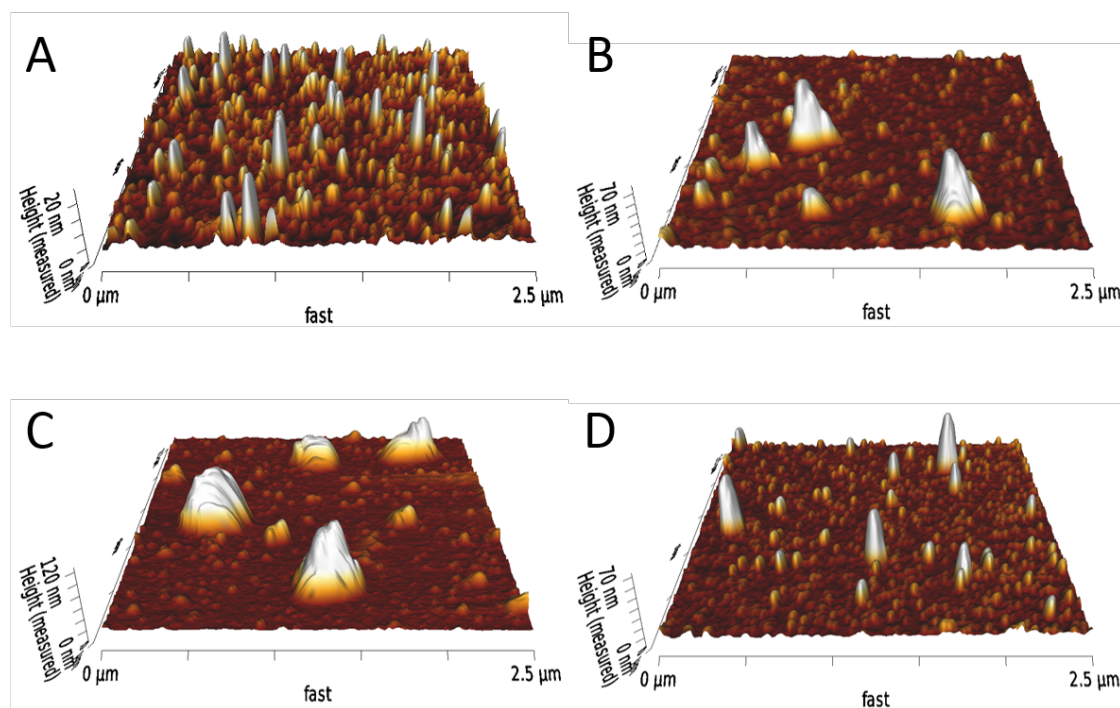 A
20 nm
Height (measured)
0 nm
0 μm
2.5 μm
fast
B
70 nm
Height (measured)
0 nm
0 μm
2.5 μm
fast
C
120 nm
Height (measured)
0 nm
0 μm
2.5 μm
fast
D
70 nm
Height (measured)
0 nm
0 μm
2.5 μm
fast